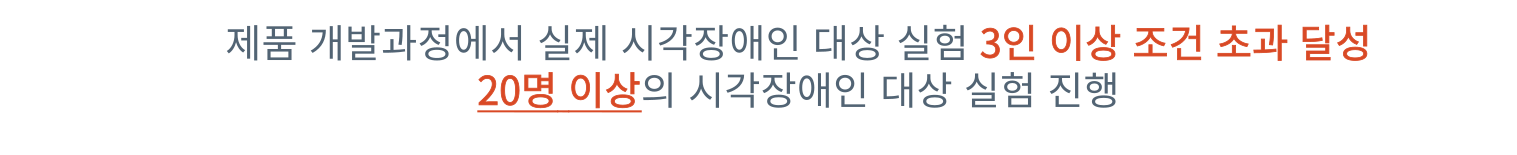 제품 개발과정에서 실제 시각장애인 대상 실험 3인 이상 조건 초과 달성
20명 이상의 시각장애인 대상 실험 진행